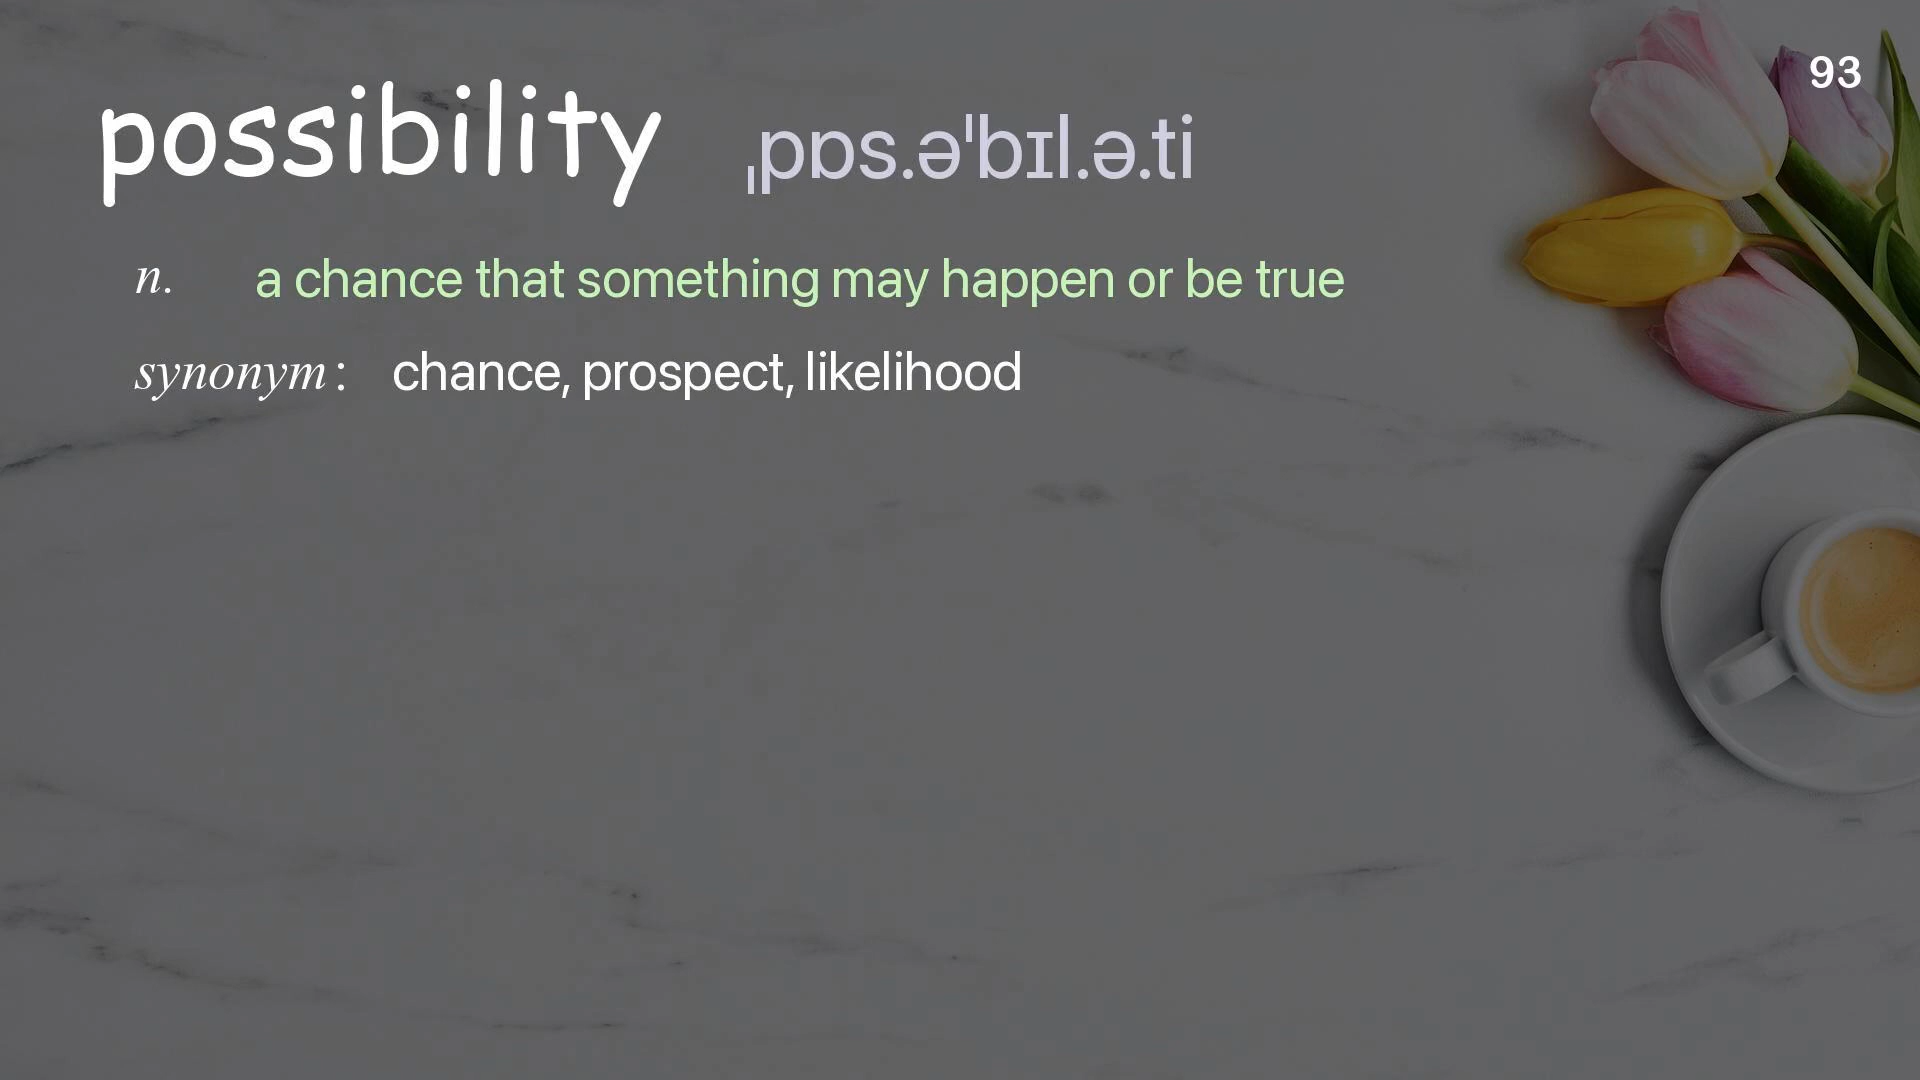 93
possibility ˌpɒs.əˈbɪl.ə.ti
n. a chance that something may happen or be true
synonym : chance, prospect, likelihood